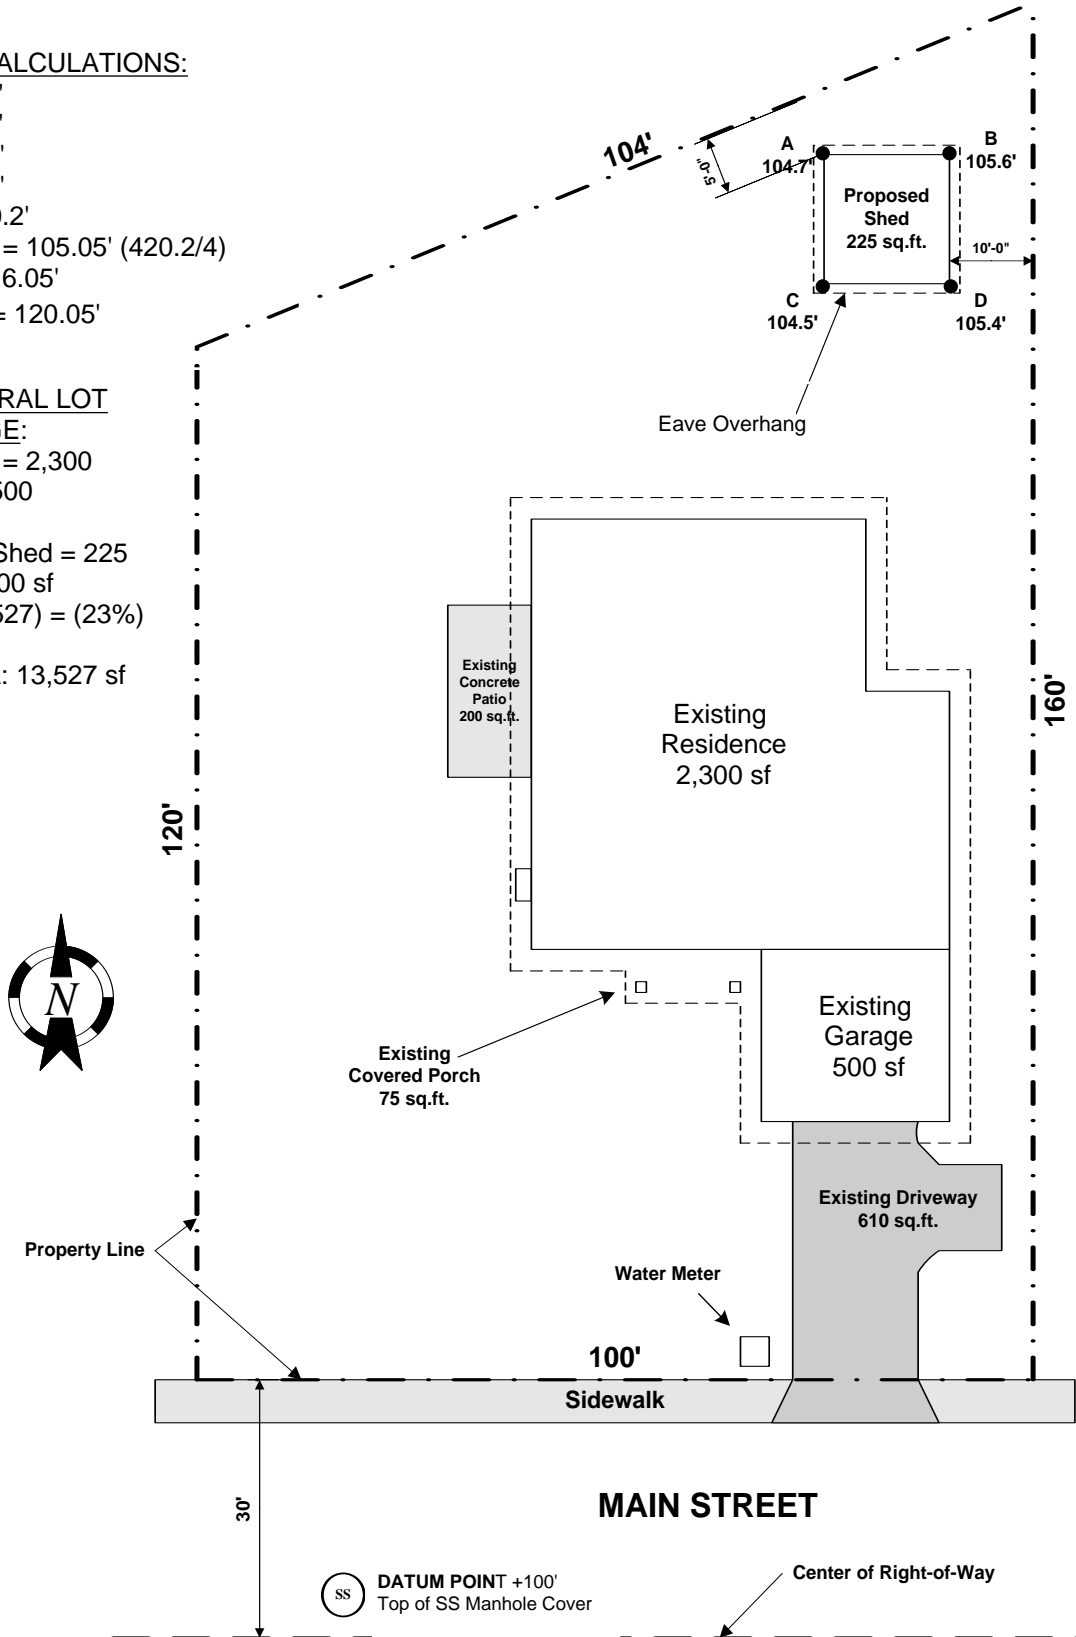 ALCULATIONS:
'
'
'
'
0.2'
= 105.05' (420.2/4)
6.05'
= 120.05'
RAL LOT
GE:
= 2,300
500
Shed = 225
00 sf
527) = (23%)
: 13,527 sf
104'
5'-0"
A
104.7'
B
105.6'
Proposed
Shed
225 sq.ft.
10'-0"
C
104.5'
D
105.4'
Eave Overhang
Existing
Concrete
Patio
200 sq.ft.
Existing
Residence
2,300 sf
160'
120'
N
Existing
Garage
500 sf
Existing
Covered Porch
75 sq.ft.
Existing Driveway
610 sq.ft.
Property Line
Water Meter
100'
Sidewalk
30'
MAIN STREET
SS
DATUM POINT +100'
Top of SS Manhole Cover
Center of Right-of-Way